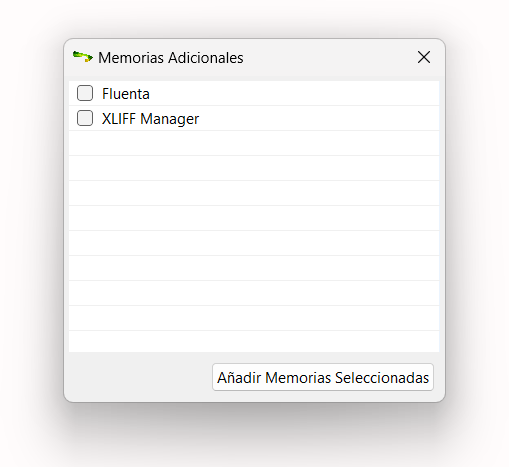 Memorias Adicionales
Fluenta
XLIFF Manager
Añadir Memorias Seleccionadas